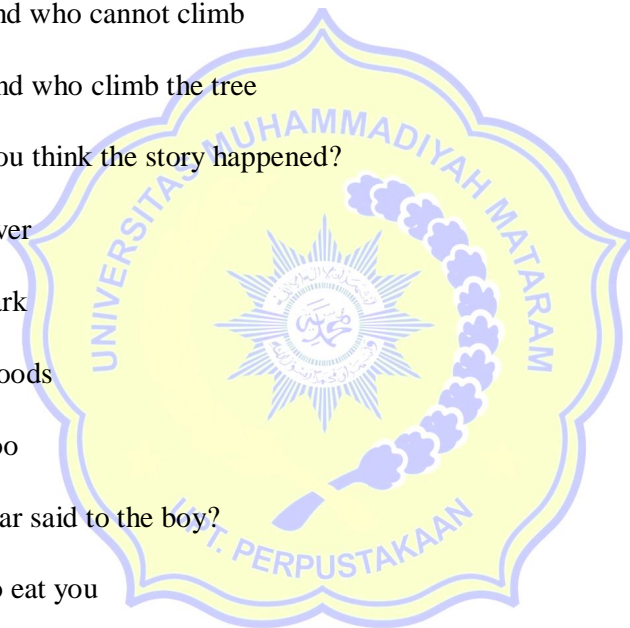 nd who cannot climb
nd who climb the tree
ou think the story happened?
ver
ark
oods
oo
ar said to the boy?
o eat you
UNIVERSITAS MUHAMMADIYAH MATARAM
UPT. PERPUSTAKAAN